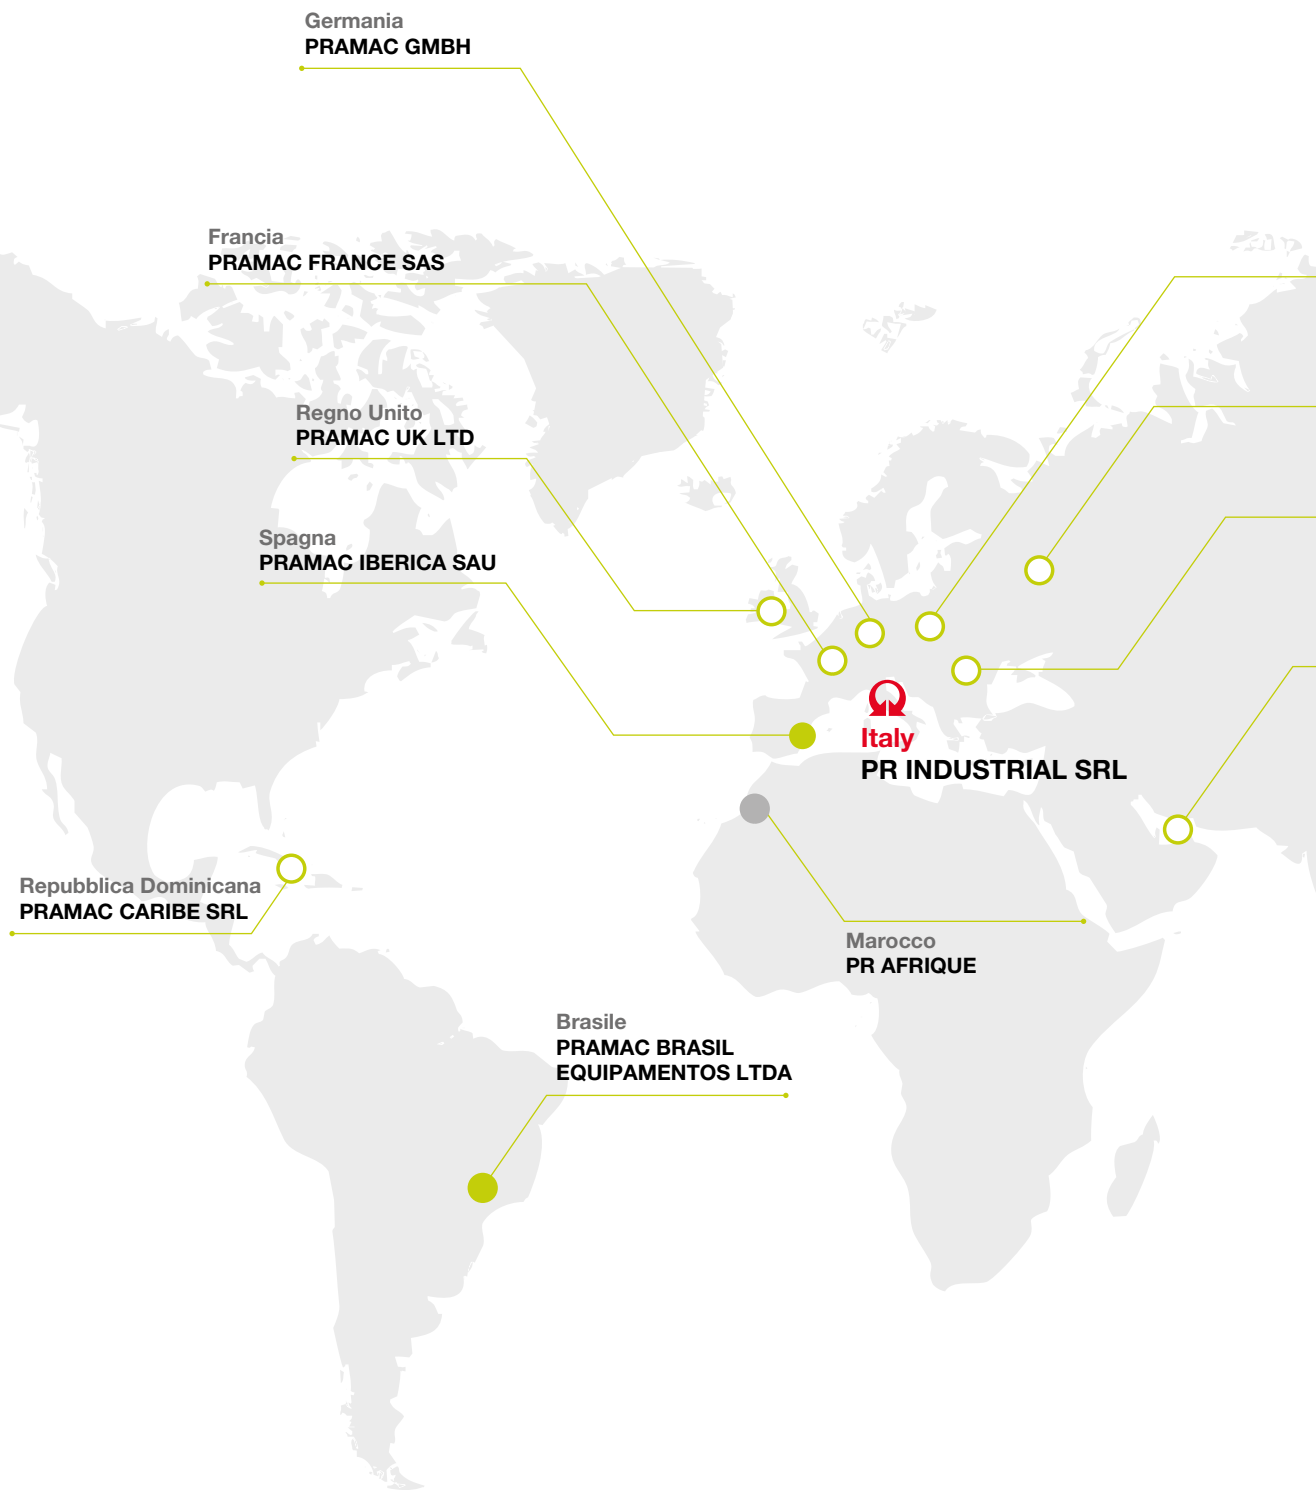 Germania
PRAMAC GMBH
Francia
PRAMAC FRANCE SAS
Regno Unito
PRAMAC UK LTD
Spagna
PRAMAC IBERICA SAU
Italy
PR INDUSTRIAL SRL
Repubblica Dominicana
PRAMAC CARIBE SRL
Marocco
PR AFRIQUE
Brasile
PRAMAC BRASIL
EQUIPAMENTOS LTDA